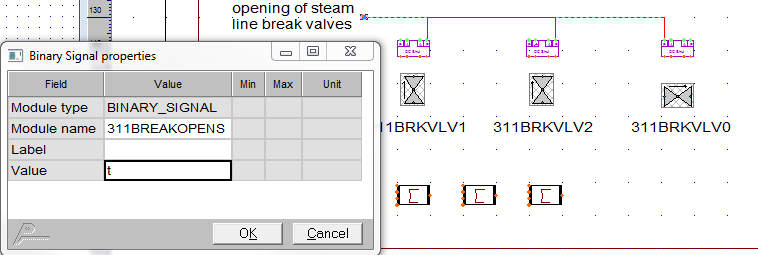 130
opening of steam
line break valves
Binary Signal properties
Field Value Min Max Unit
Module type BINARY_SIGNAL
Module name 311BREAKOPENS
Label
Value t
OK Cancel
11BRKVLV1 311BRKVLV2 311BRKVLV0